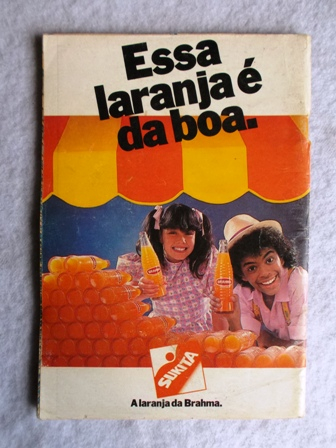 Essa
laranja é
da boa.
SUKITA
A laranja da Brahma.